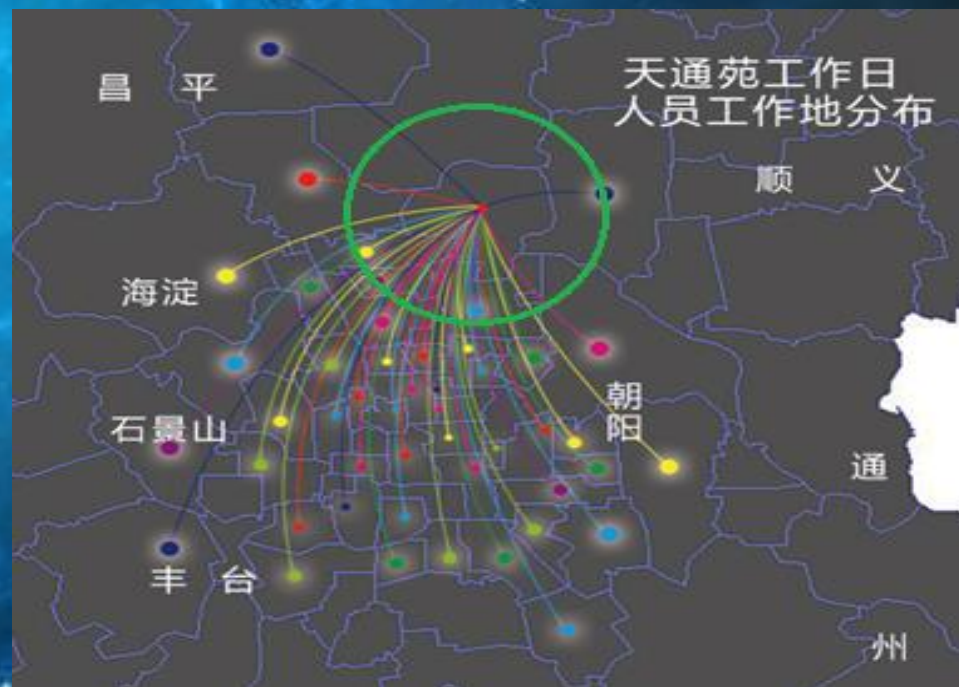 天通苑工作日
人员工作地分布
昌 平
顺 义
海淀
朝
阳
石景山
通
丰 台
州